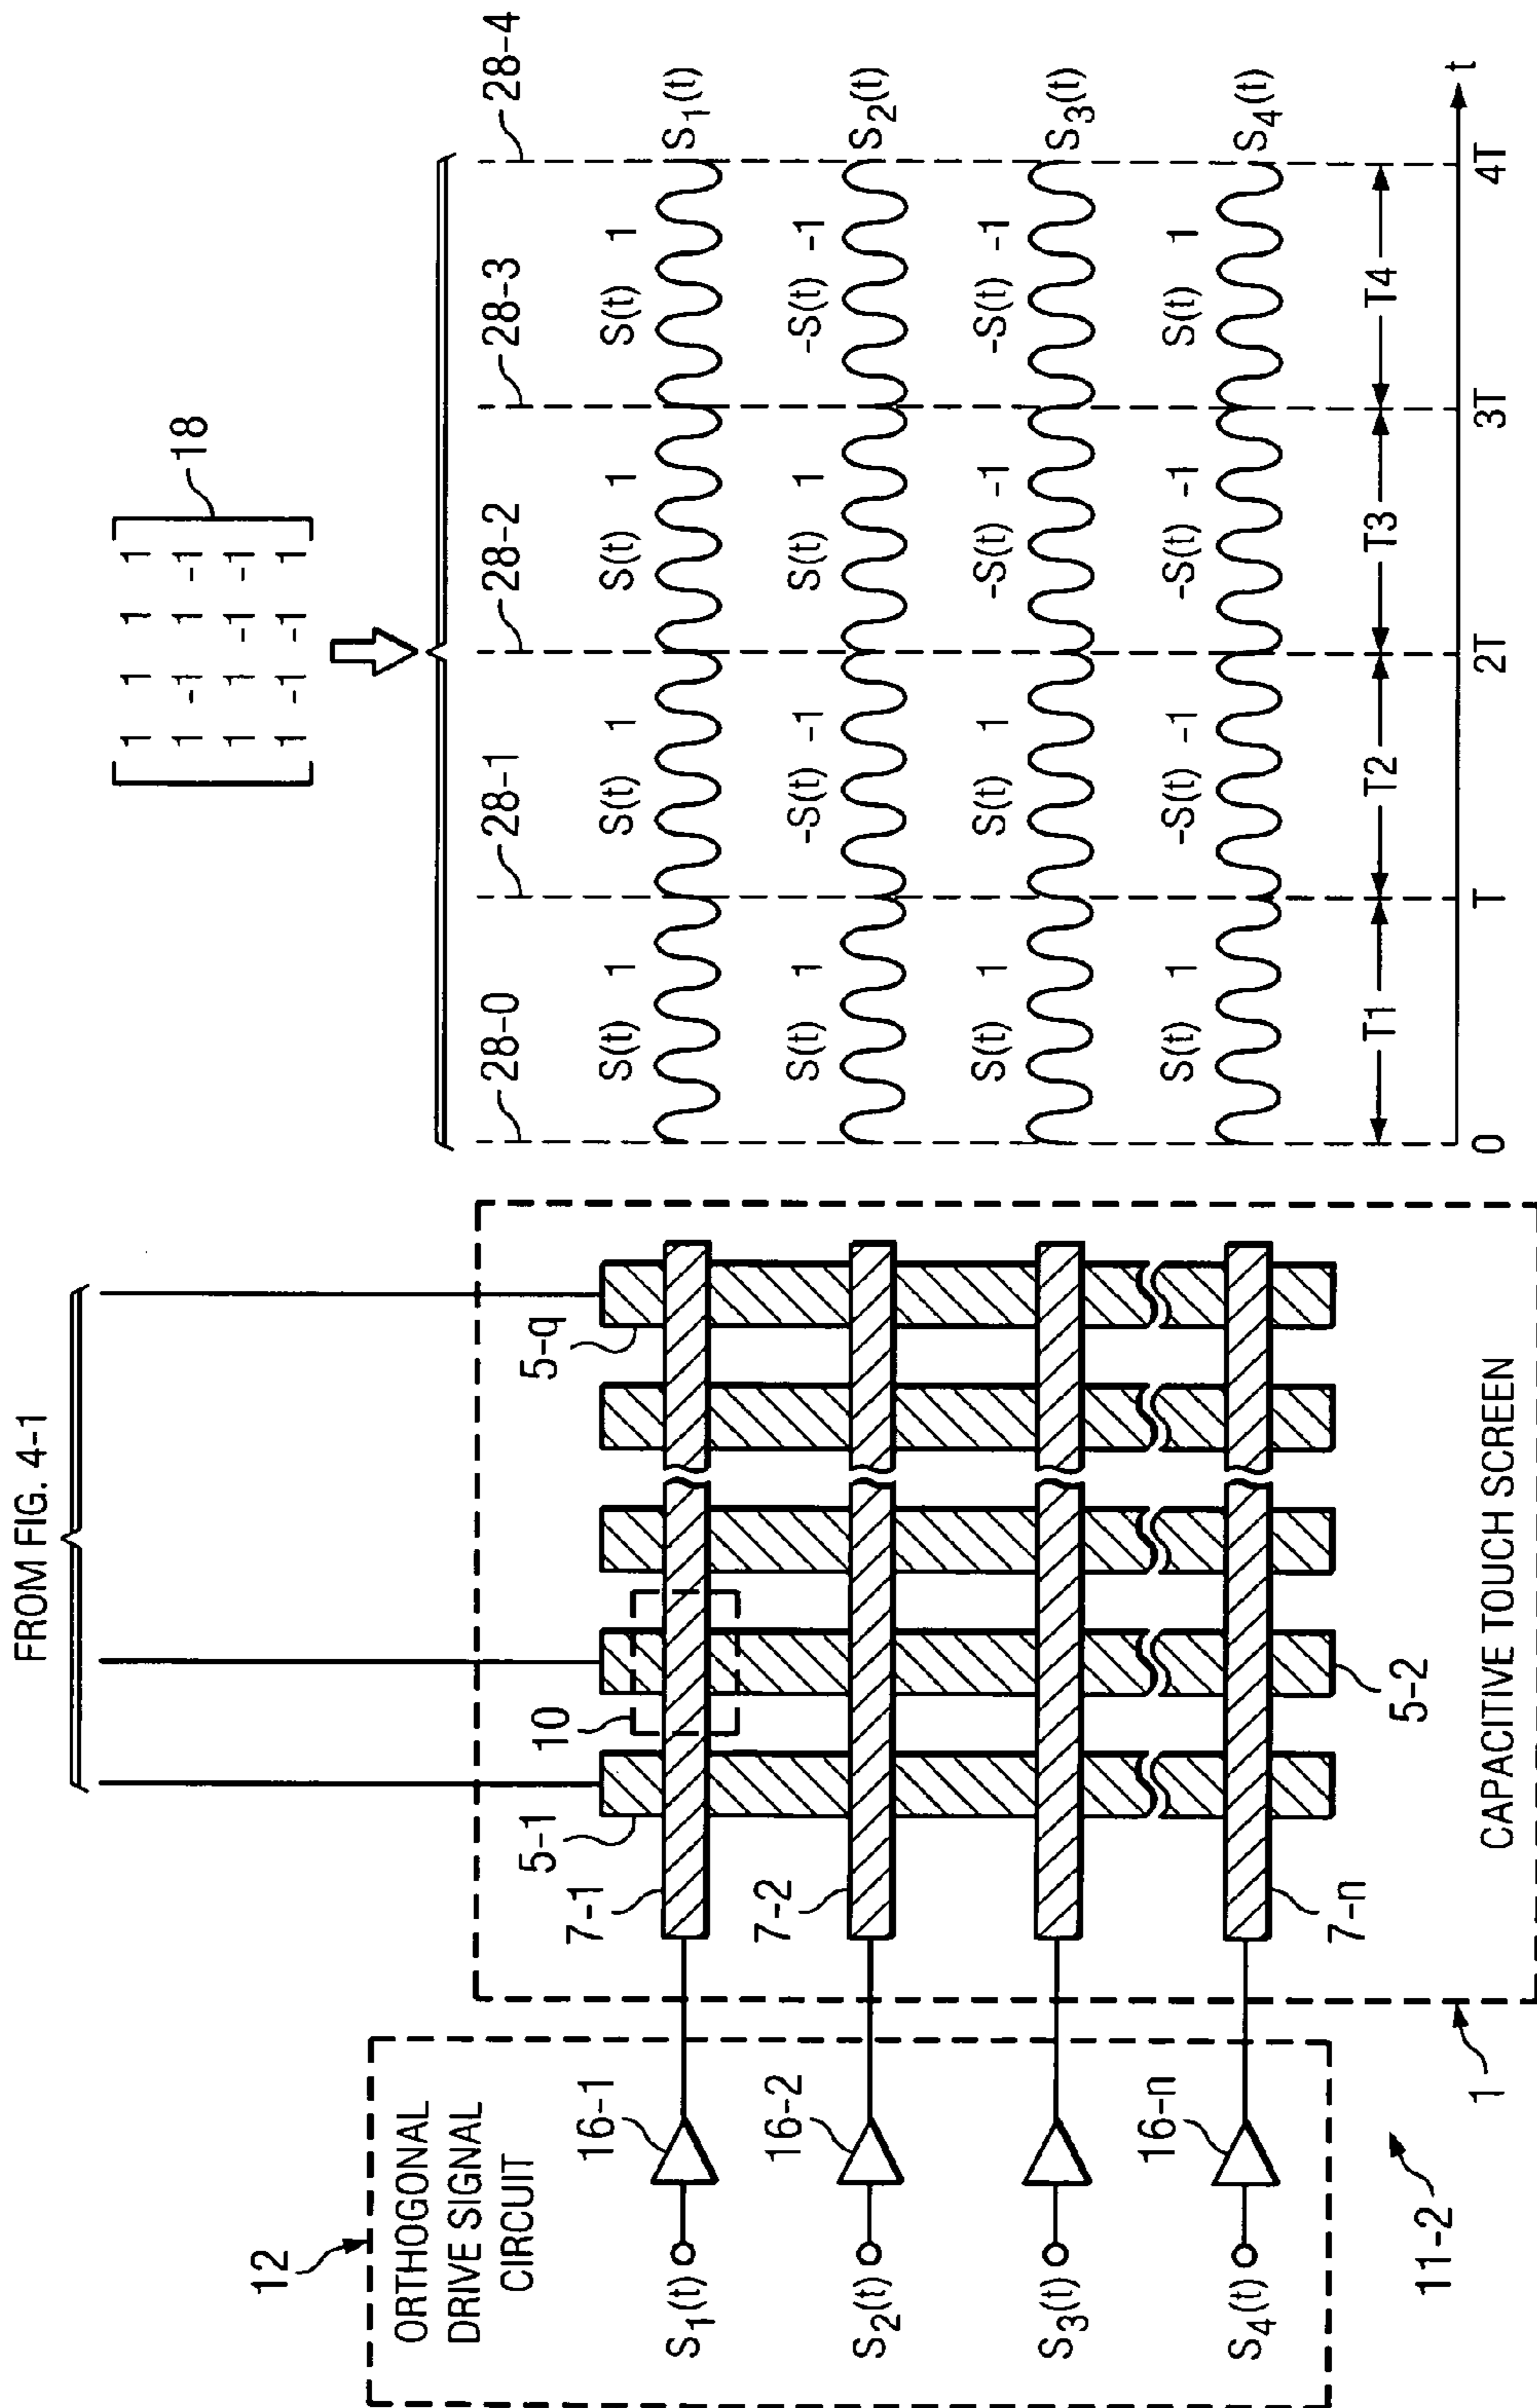 FROM FIG. 4-1
1 1 1 1
1 -1 1 -1
1 1 -1 -1
1 -1 -1 1
18
12
ORTHOGONAL
DRIVE SIGNAL
CIRCUIT
S1(t)
16-1
S2(t)
16-2
S3(t)
S4(t)
16-n
11-2
1
7-1
5-1
10
5-q
7-2
7-n
5-2
CAPACITIVE TOUCH SCREEN
28-0 28-1 28-2 28-3 28-4
S(t) 1 S(t) 1 S(t) 1 S(t) 1 S1(t)
S(t) 1 -S(t) -1 S(t) 1 -S(t) -1 S2(t)
S(t) 1 S(t) 1 -S(t) -1 -S(t) -1 S3(t)
S(t) 1 -S(t) -1 -S(t) -1 S(t) 1 S4(t)
T1 T2 T3 T4
0 T 2T 3T 4T t